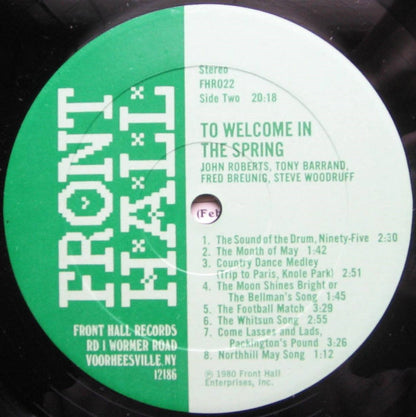 FRONT
HALL
FRONT HALL RECORDS
RD 1 WORMER ROAD
VOORHEESVILLE, NY
12186
Stereo
FHR022
Side Two 20:18
TO WELCOME IN
THE SPRING
JOHN ROBERTS, TONY BARRAND,
FRED BREUNIG, STEVE WOODRUFF
(Feb
1. The Sound of the Drum, Ninety-Five 2:30
2. The Month of May 1:42
3. Country Dance Medley
(Trip to Paris, Knole Park) 2:51
4. The Moon Shines Bright or
The Bellman's Song 1:45
5. The Football Match 3:29
6. The Whitsun Song 2:55
7. Come Lasses and Lads,
Packington's Pound 3:26
8. Northhill May Song 1:12
℗ 1980 Front Hall
Enterprises, Inc.